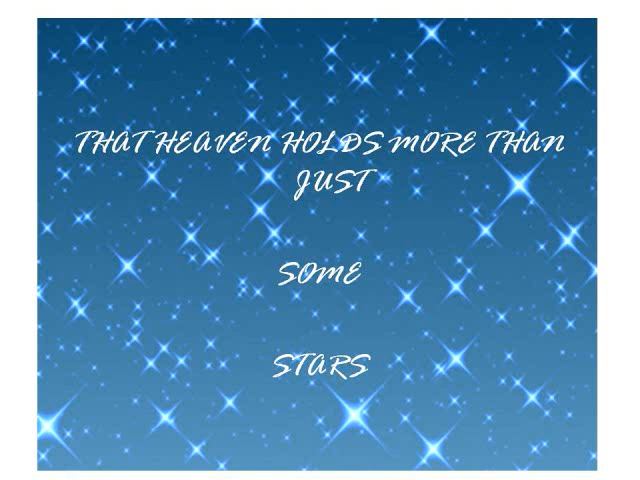 THAT HEAVEN HOLDS MORE THAN
JUST
SOME
STARS